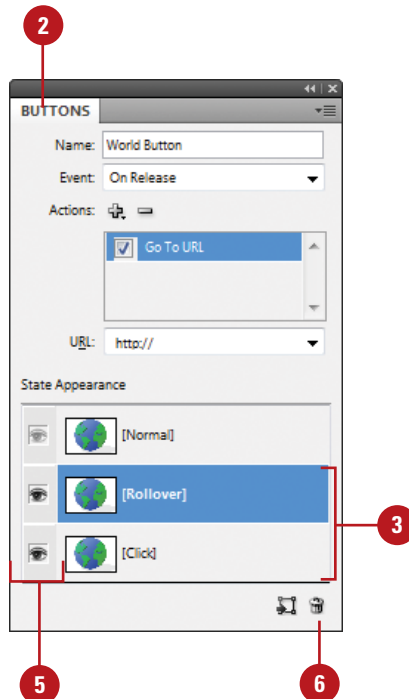 2
BUTTONS
Name: World Button
Event: On Release
Actions:
Go To URL
URL: http://
State Appearance
[Normal]
[Rollover]
3
[Click]
5
6